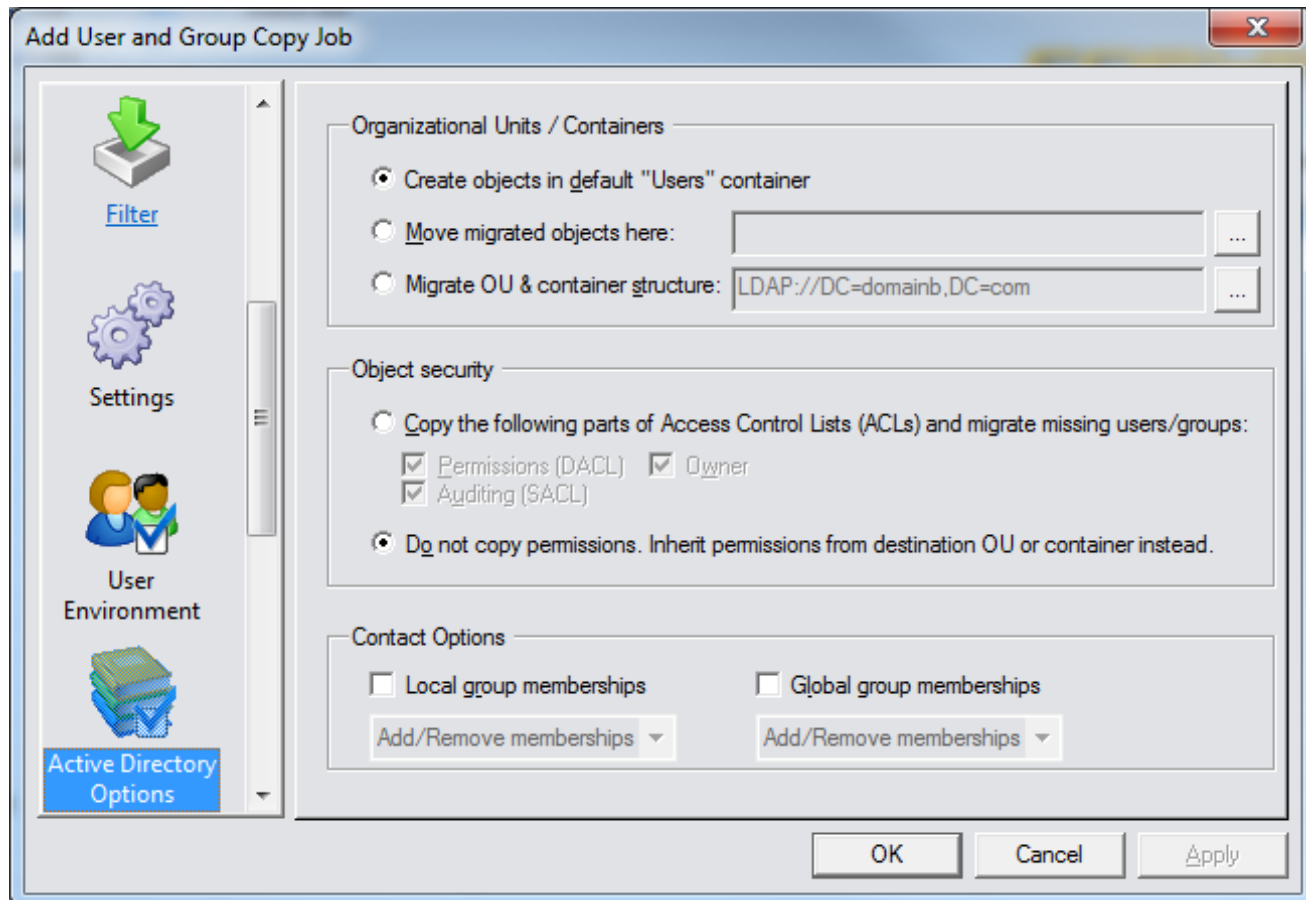 Add User and Group Copy Job
Filter
Settings
User
Environment
Active Directory
Options
Organizational Units / Containers
Create objects in default "Users" container
Move migrated objects here:
...
Migrate OU & container structure: LDAP://DC=domainb,DC=com
...
Object security
Copy the following parts of Access Control Lists (ACLs) and migrate missing users/groups:
Permissions (DACL) Owner
Auditing (SACL)
Do not copy permissions. Inherit permissions from destination OU or container instead.
Contact Options
Local group memberships Global group memberships
Add/Remove memberships Add/Remove memberships
OK Cancel Apply